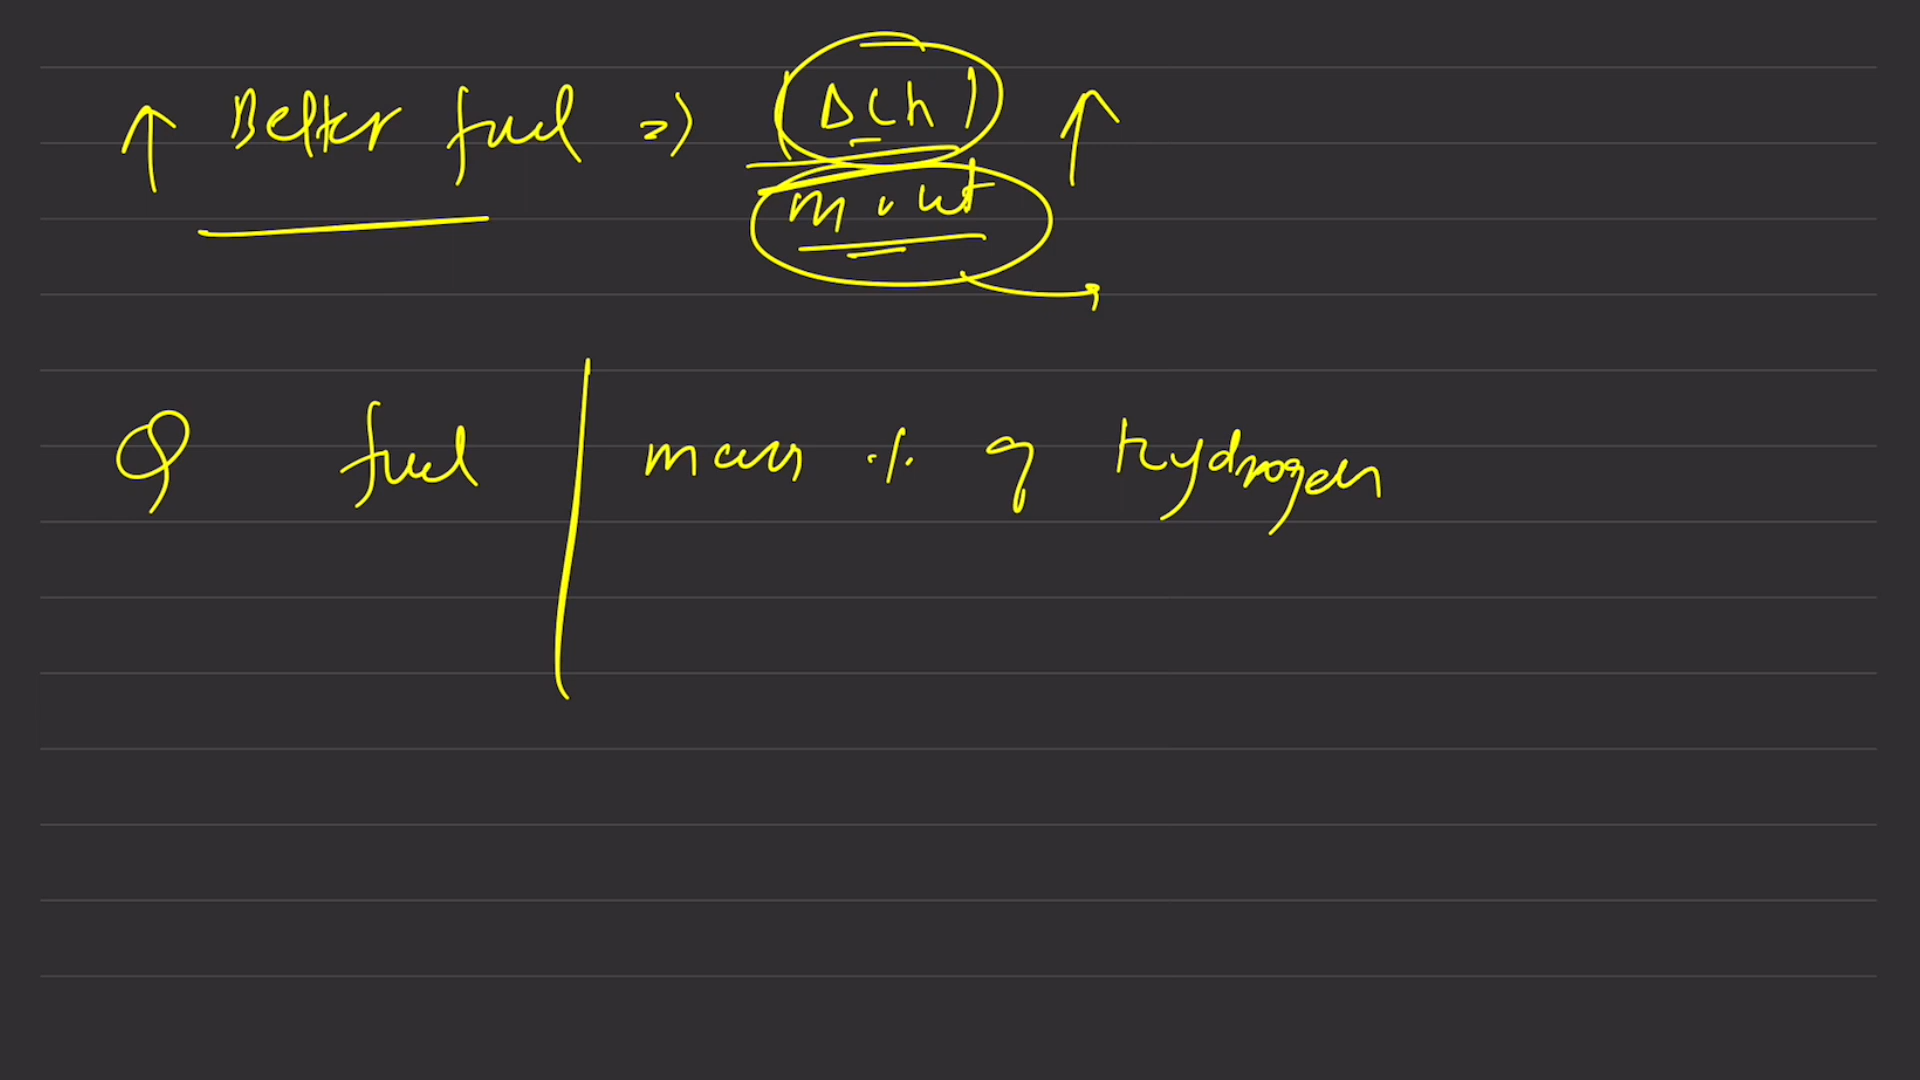 ↑ Better fuel => |ΔcH| ↑
m.wt
Q fuel | mass % of hydrogen